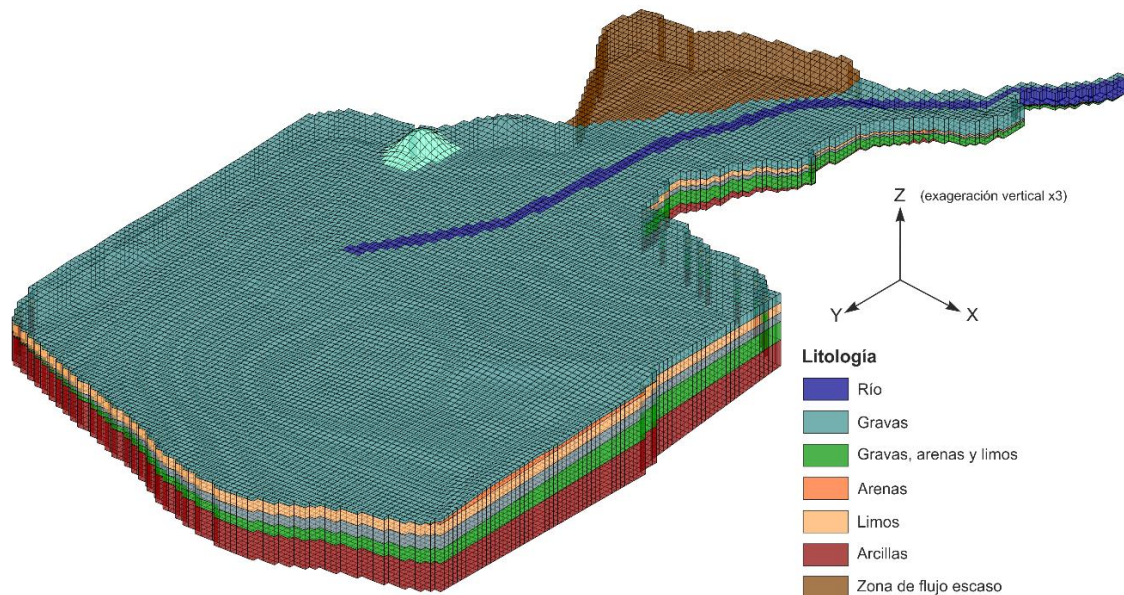 Z (exageración vertical x3)
Y
X
Litología
Río
Gravas
Gravas, arenas y limos
Arenas
Limos
Arcillas
Zona de flujo escaso